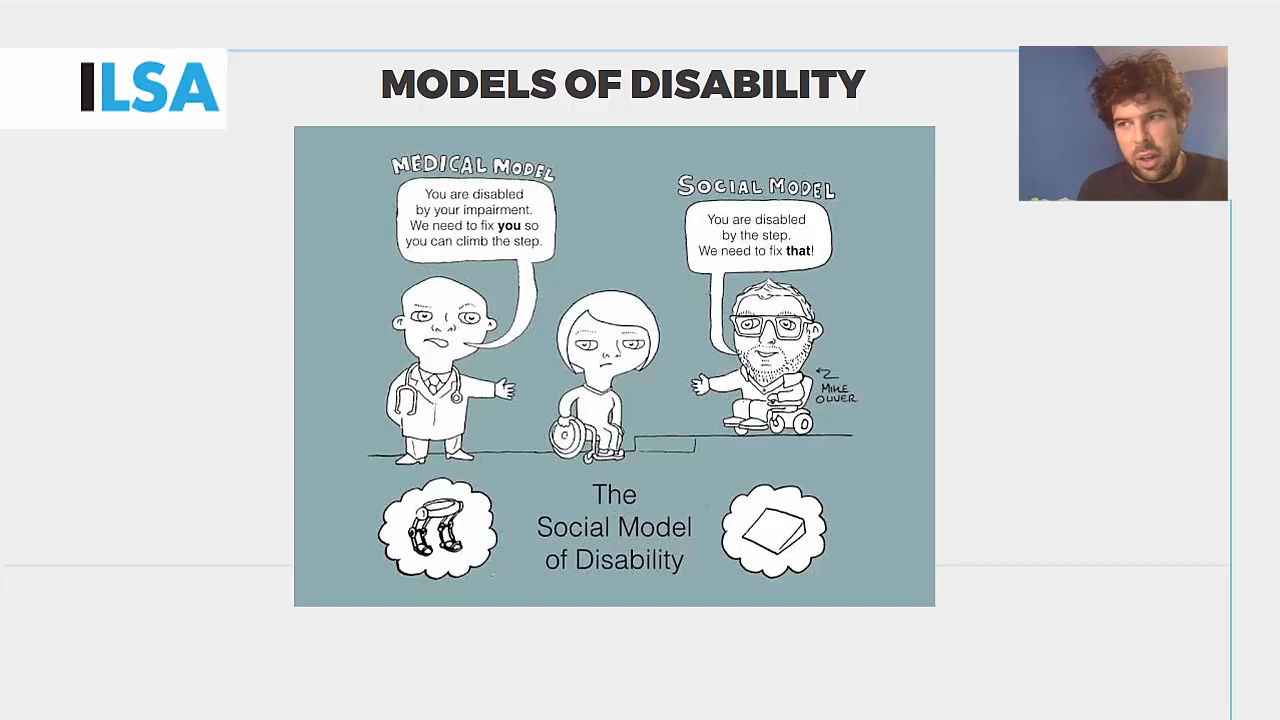 ILSA
MODELS OF DISABILITY
MEDICAL MODEL
You are disabled
by your impairment.
We need to fix you so
you can climb the step.
SOCIAL MODEL
You are disabled
by the step.
We need to fix that!
MIKE
OLIVER
The
Social Model
of Disability